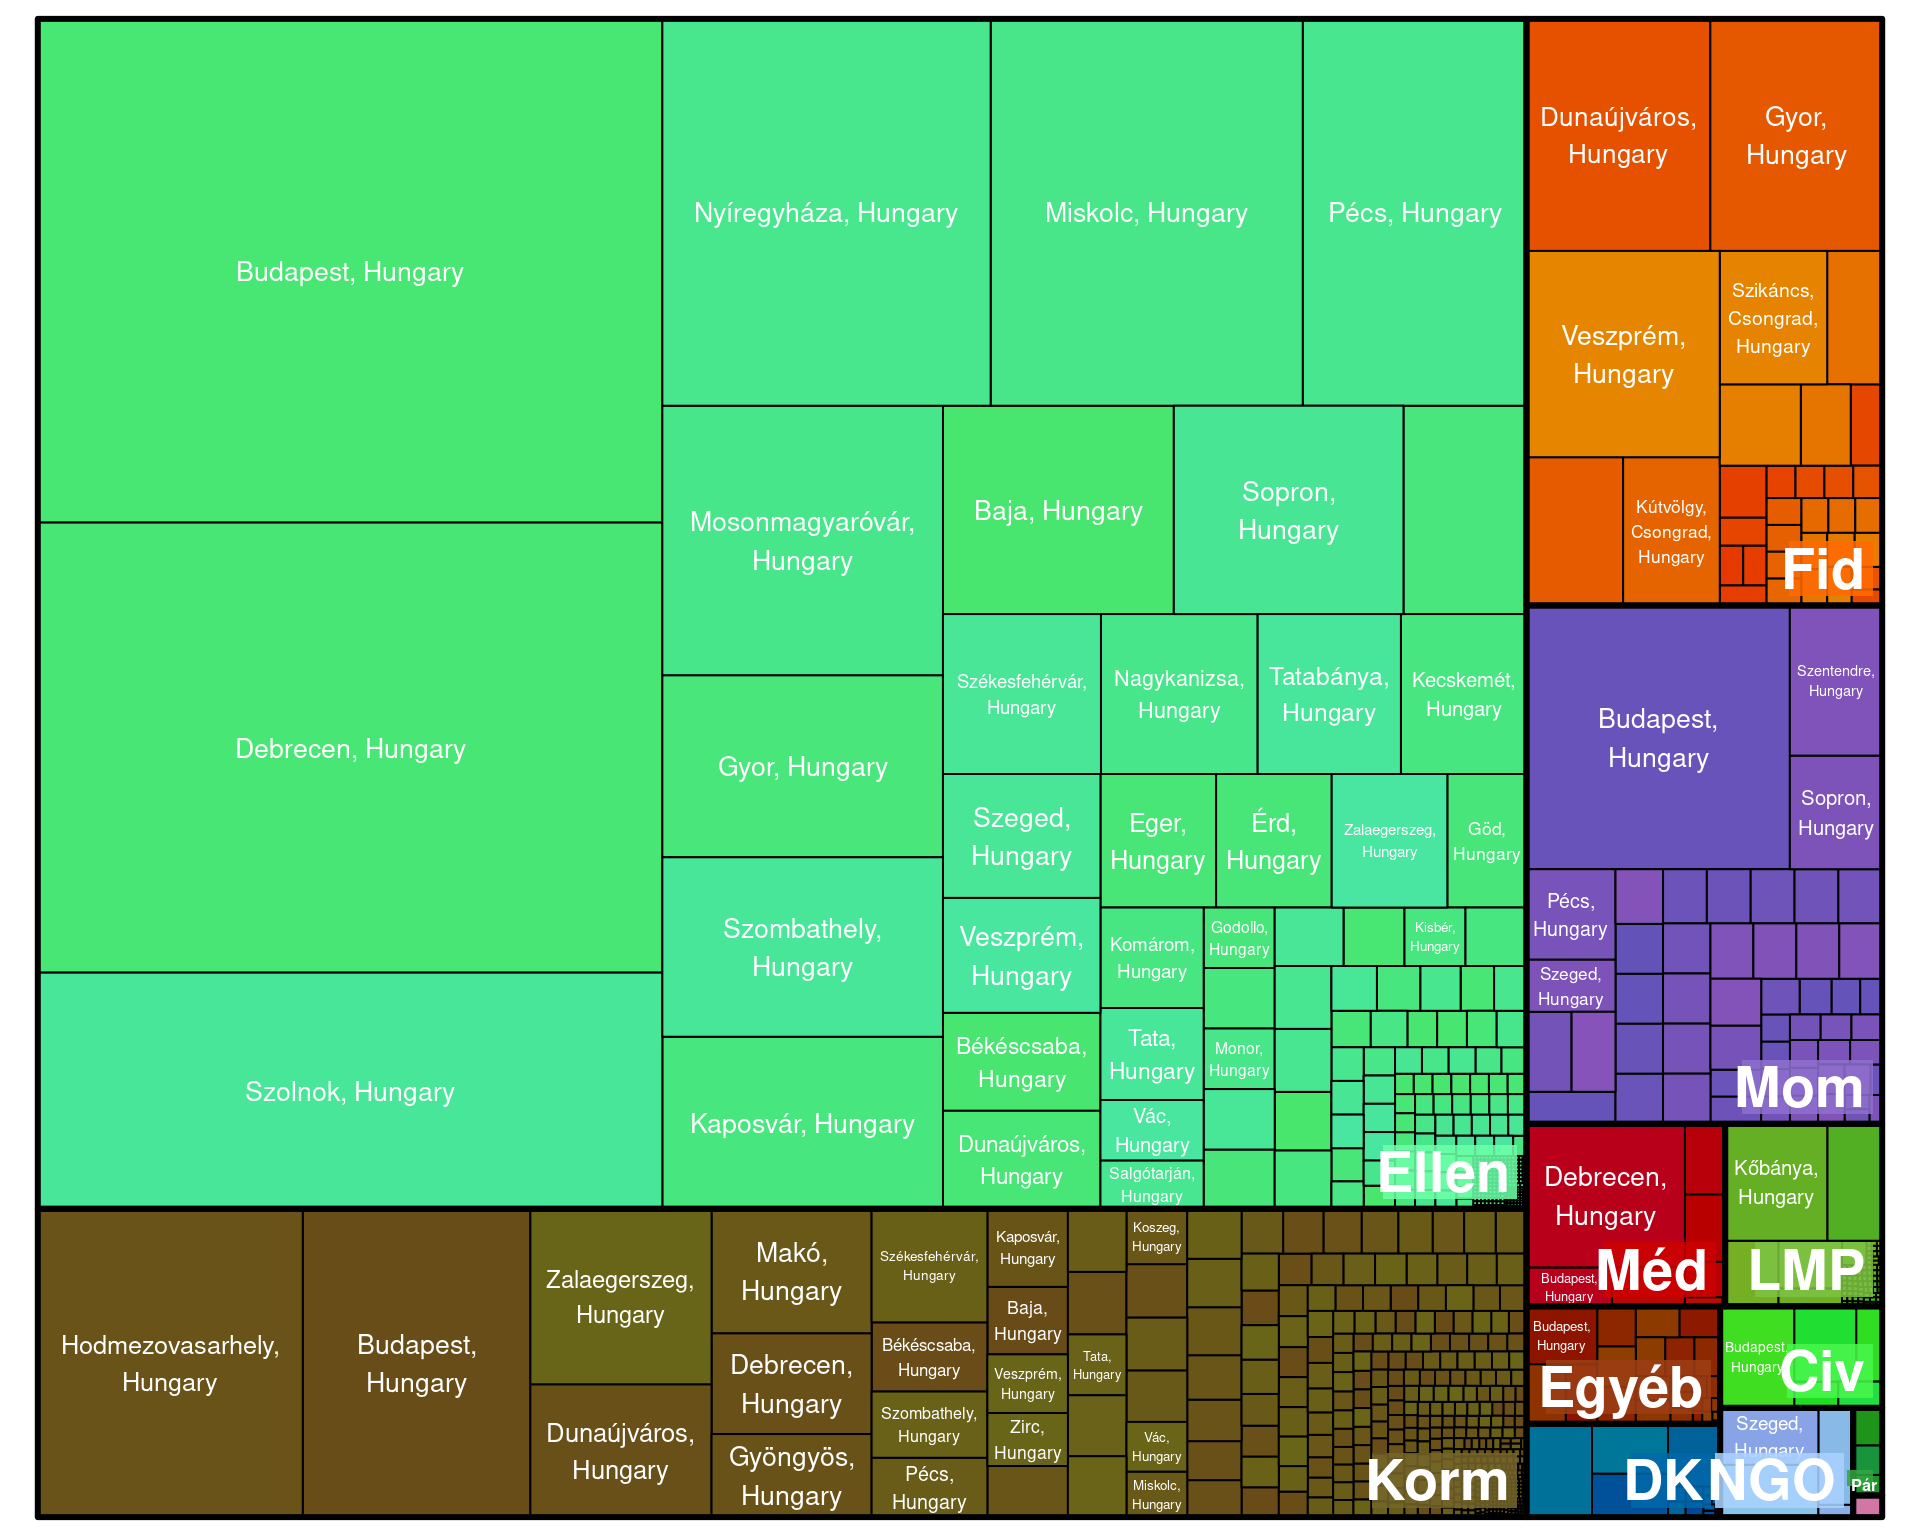 Budapest, Hungary
Debrecen, Hungary
Szolnok, Hungary
Nyíregyháza, Hungary
Miskolc, Hungary
Pécs, Hungary
Mosonmagyaróvár,
Hungary
Gyor, Hungary
Szombathely,
Hungary
Kaposvár, Hungary
Baja, Hungary
Sopron,
Hungary
Székesfehérvár,
Hungary
Nagykanizsa,
Hungary
Tatabánya,
Hungary
Kecskemét,
Hungary
Szeged,
Hungary
Veszprém,
Hungary
Békéscsaba,
Hungary
Dunaújváros,
Hungary
Eger,
Hungary
Érd,
Hungary
Zalaegerszeg,
Hungary
Göd,
Hungary
Komárom,
Hungary
Tata,
Hungary
Vác,
Hungary
Salgótarján,
Hungary
Godollo,
Hungary
Monor,
Hungary
Kisbér,
Hungary
Ellen
Hodmezovasarhely,
Hungary
Budapest,
Hungary
Zalaegerszeg,
Hungary
Dunaújváros,
Hungary
Makó,
Hungary
Debrecen,
Hungary
Gyöngyös,
Hungary
Székesfehérvár,
Hungary
Békéscsaba,
Hungary
Szombathely,
Hungary
Pécs,
Hungary
Kaposvár,
Hungary
Baja,
Hungary
Veszprém,
Hungary
Zirc,
Hungary
Tata,
Hungary
Koszeg,
Hungary
Vác,
Hungary
Miskolc,
Hungary
Korm
Dunaújváros,
Hungary
Gyor,
Hungary
Veszprém,
Hungary
Szikáncs,
Csongrad,
Hungary
Kútvölgy,
Csongrad,
Hungary
Fid
Budapest,
Hungary
Szentendre,
Hungary
Sopron,
Hungary
Pécs,
Hungary
Szeged,
Hungary
Mom
Debrecen,
Hungary
Budapest,
Hungary
Méd
Kőbánya,
Hungary
LMP
Budapest,
Hungary
Egyéb
Budapest,
Hungary
Civ
DK
Szeged,
Hungary
NGO
Pár